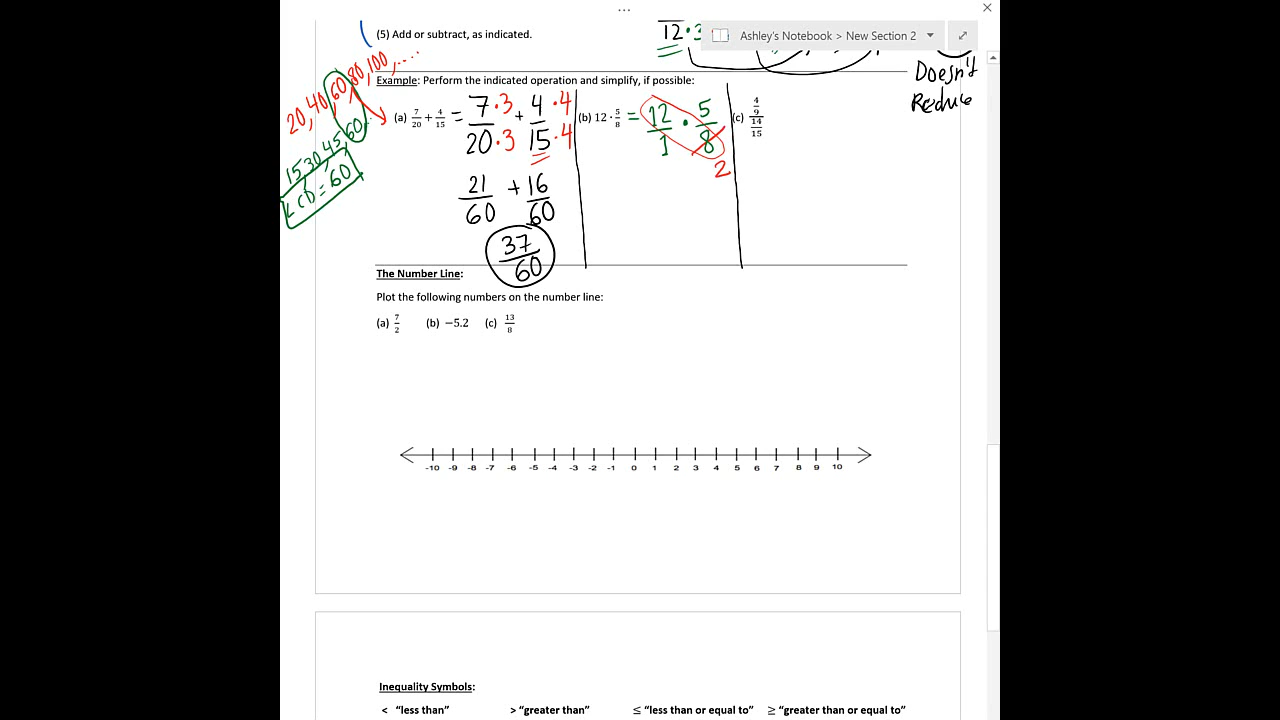 (5) Add or subtract, as indicated.
12 · 3
Ashley's Notebook > New Section 2
Doesn't
Reduce
20, 40, 60, 80, 100, ....
15, 30, 45, 60
LCD = 60
Example: Perform the indicated operation and simplify, if possible:
(a) 7/20 + 4/15 = 7·3/20·3 + 4·4/15·4
21/60 + 16/60
37/60
(b) 12 · 5/8 = 12/1 · 5/8
2
(c) 4/9
14/15
The Number Line:
Plot the following numbers on the number line:
(a) 7/2 (b) −5.2 (c) 13/8
-10 -9 -8 -7 -6 -5 -4 -3 -2 -1 0 1 2 3 4 5 6 7 8 9 10
Inequality Symbols:
< "less than" > "greater than" ≤ "less than or equal to" ≥ "greater than or equal to"